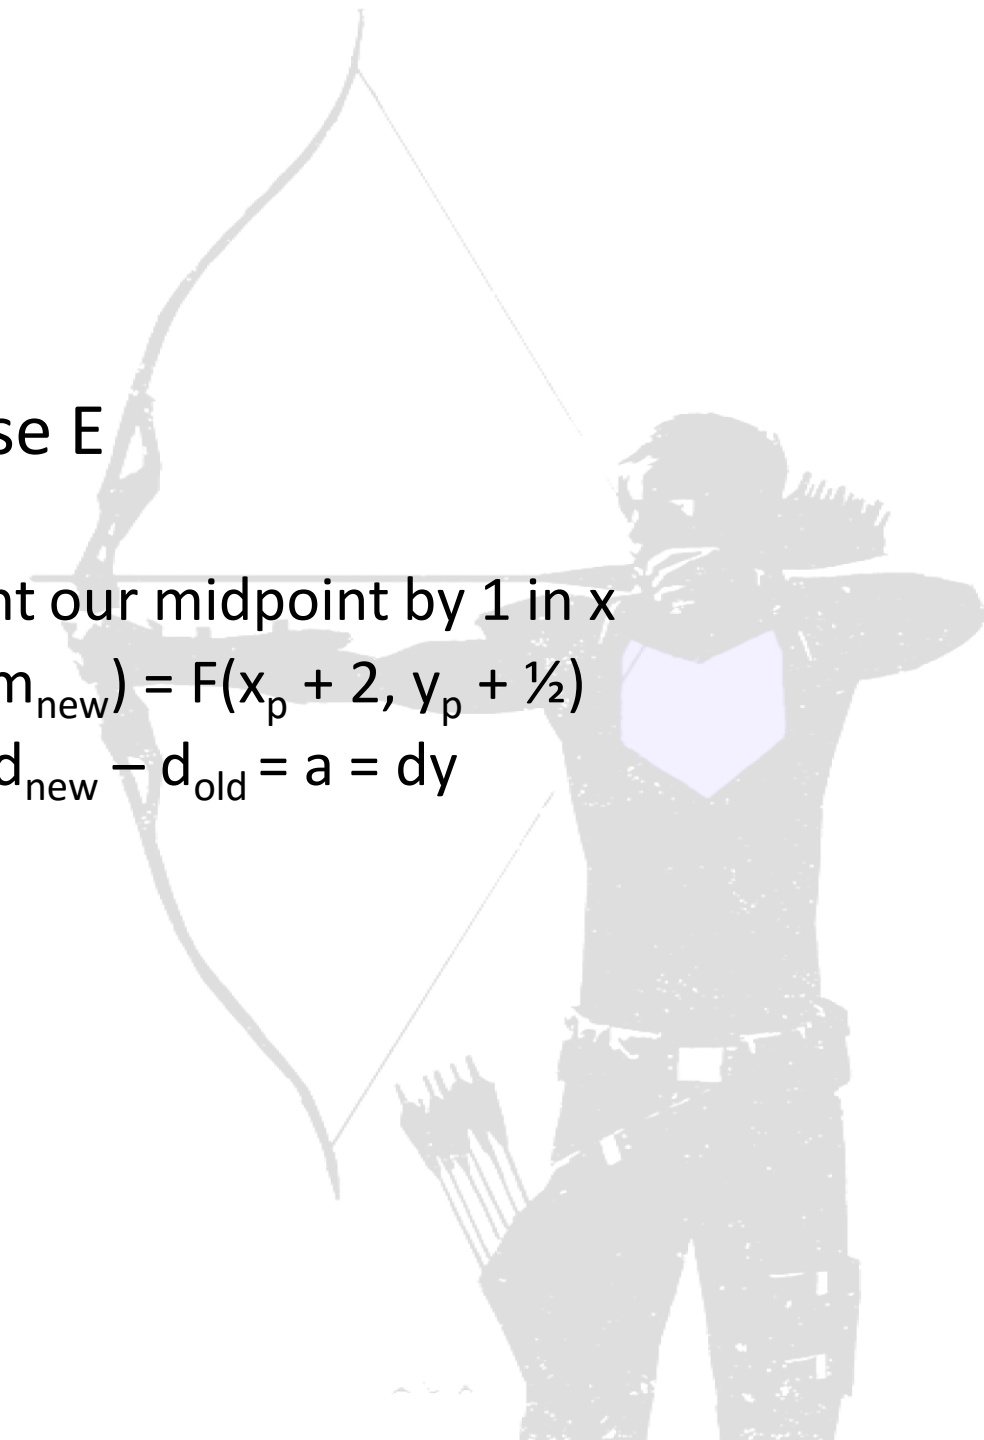 se E
nt our midpoint by 1 in x
m_new) = F(x_p + 2, y_p + ½)
d_new – d_old = a = dy